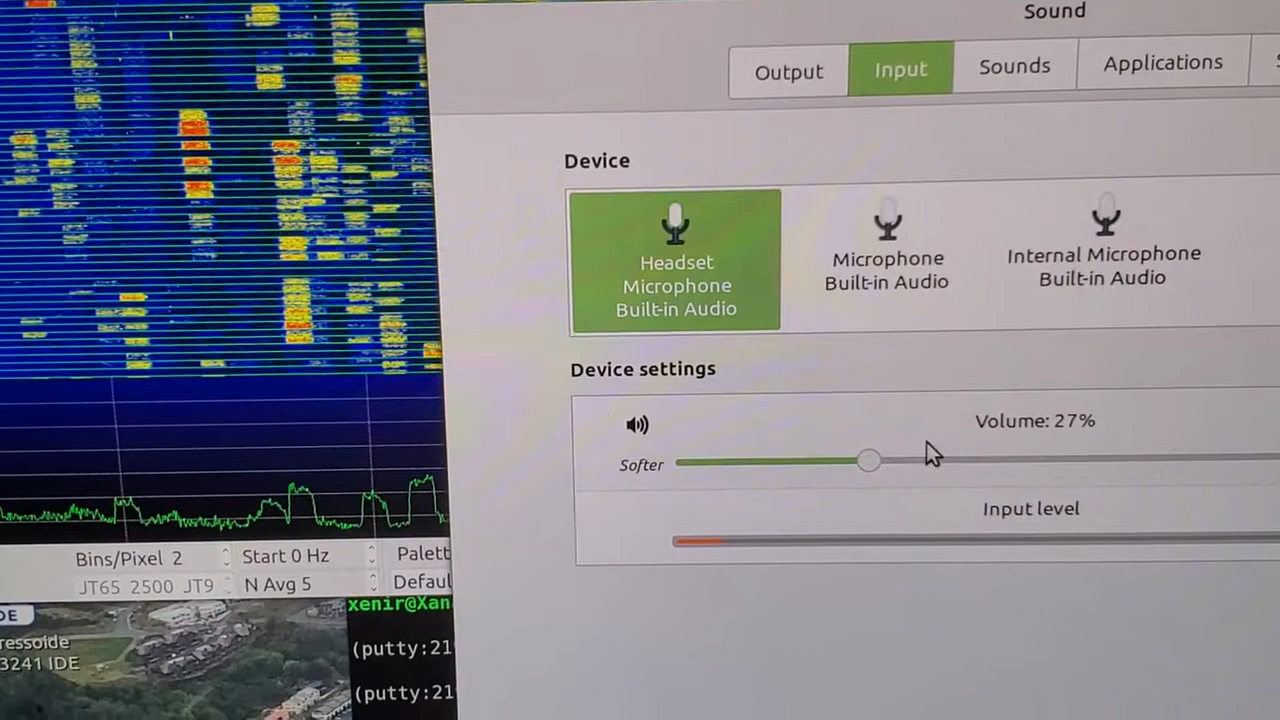 Sound
Output Input Sounds Applications
Device
Headset
Microphone
Built-in Audio
Microphone
Built-in Audio
Internal Microphone
Built-in Audio
Device settings
Volume: 27%
Softer
Input level
Bins/Pixel 2 Start 0 Hz Palett
JT65 2500 JT9 N Avg 5 Defaul
DE
ressoide
3241 IDE
xenir@Xan
(putty:21
(putty:21